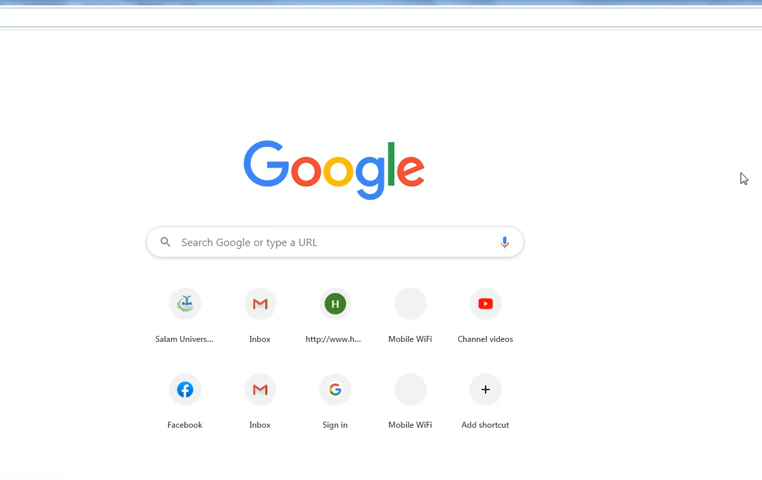 Google
Search Google or type a URL
H
Salam Univers...
Inbox
http://www.h...
Mobile WiFi
Channel videos
Facebook
Inbox
Sign in
Mobile WiFi
Add shortcut